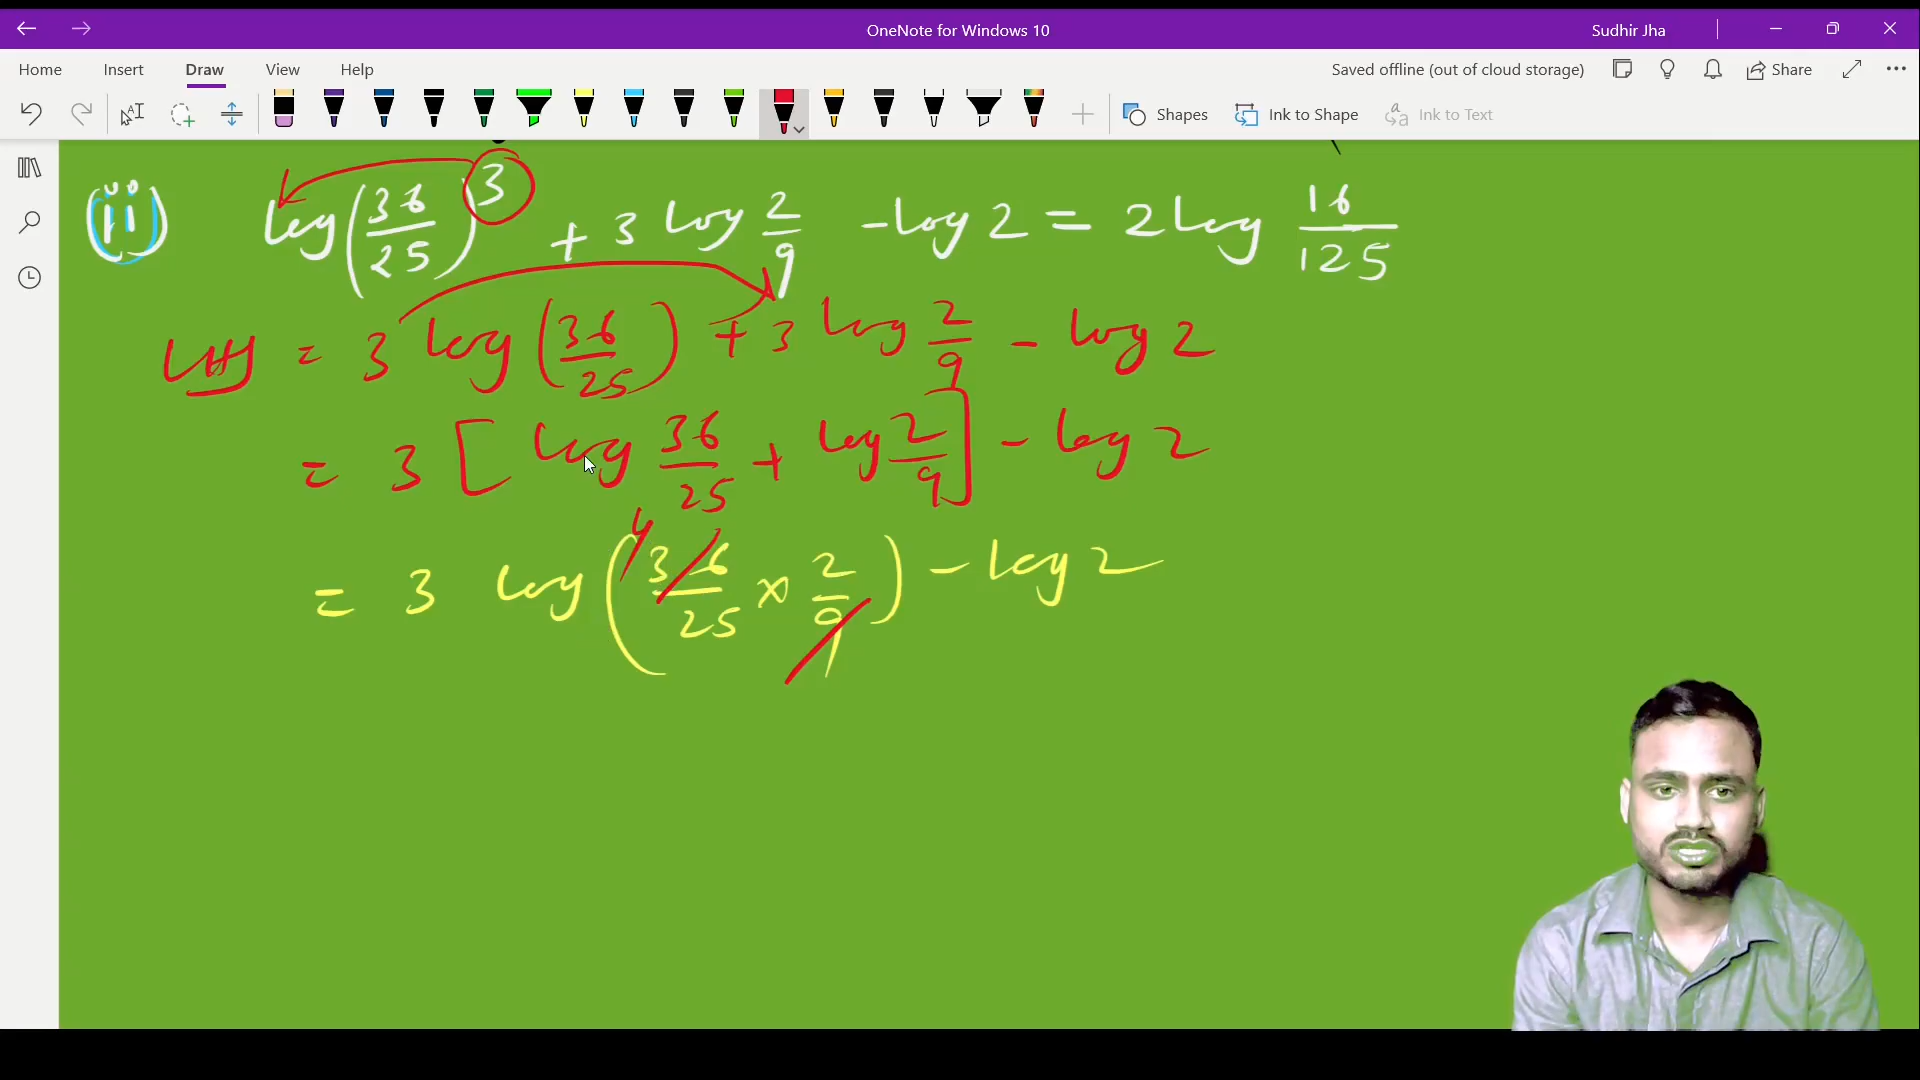 OneNote for Windows 10
Sudhir Jha
Home Insert Draw View Help
Saved offline (out of cloud storage) Share
Shapes Ink to Shape Ink to Text
(ii) log(36/25)^3 + 3 log 2/9 - log 2 = 2 log 16/125
LHS = 3 log(36/25) + 3 log 2/9 - log 2
= 3 [log 36/25 + log 2/9] - log 2
4
= 3 log(36/25 × 2/9) - log 2